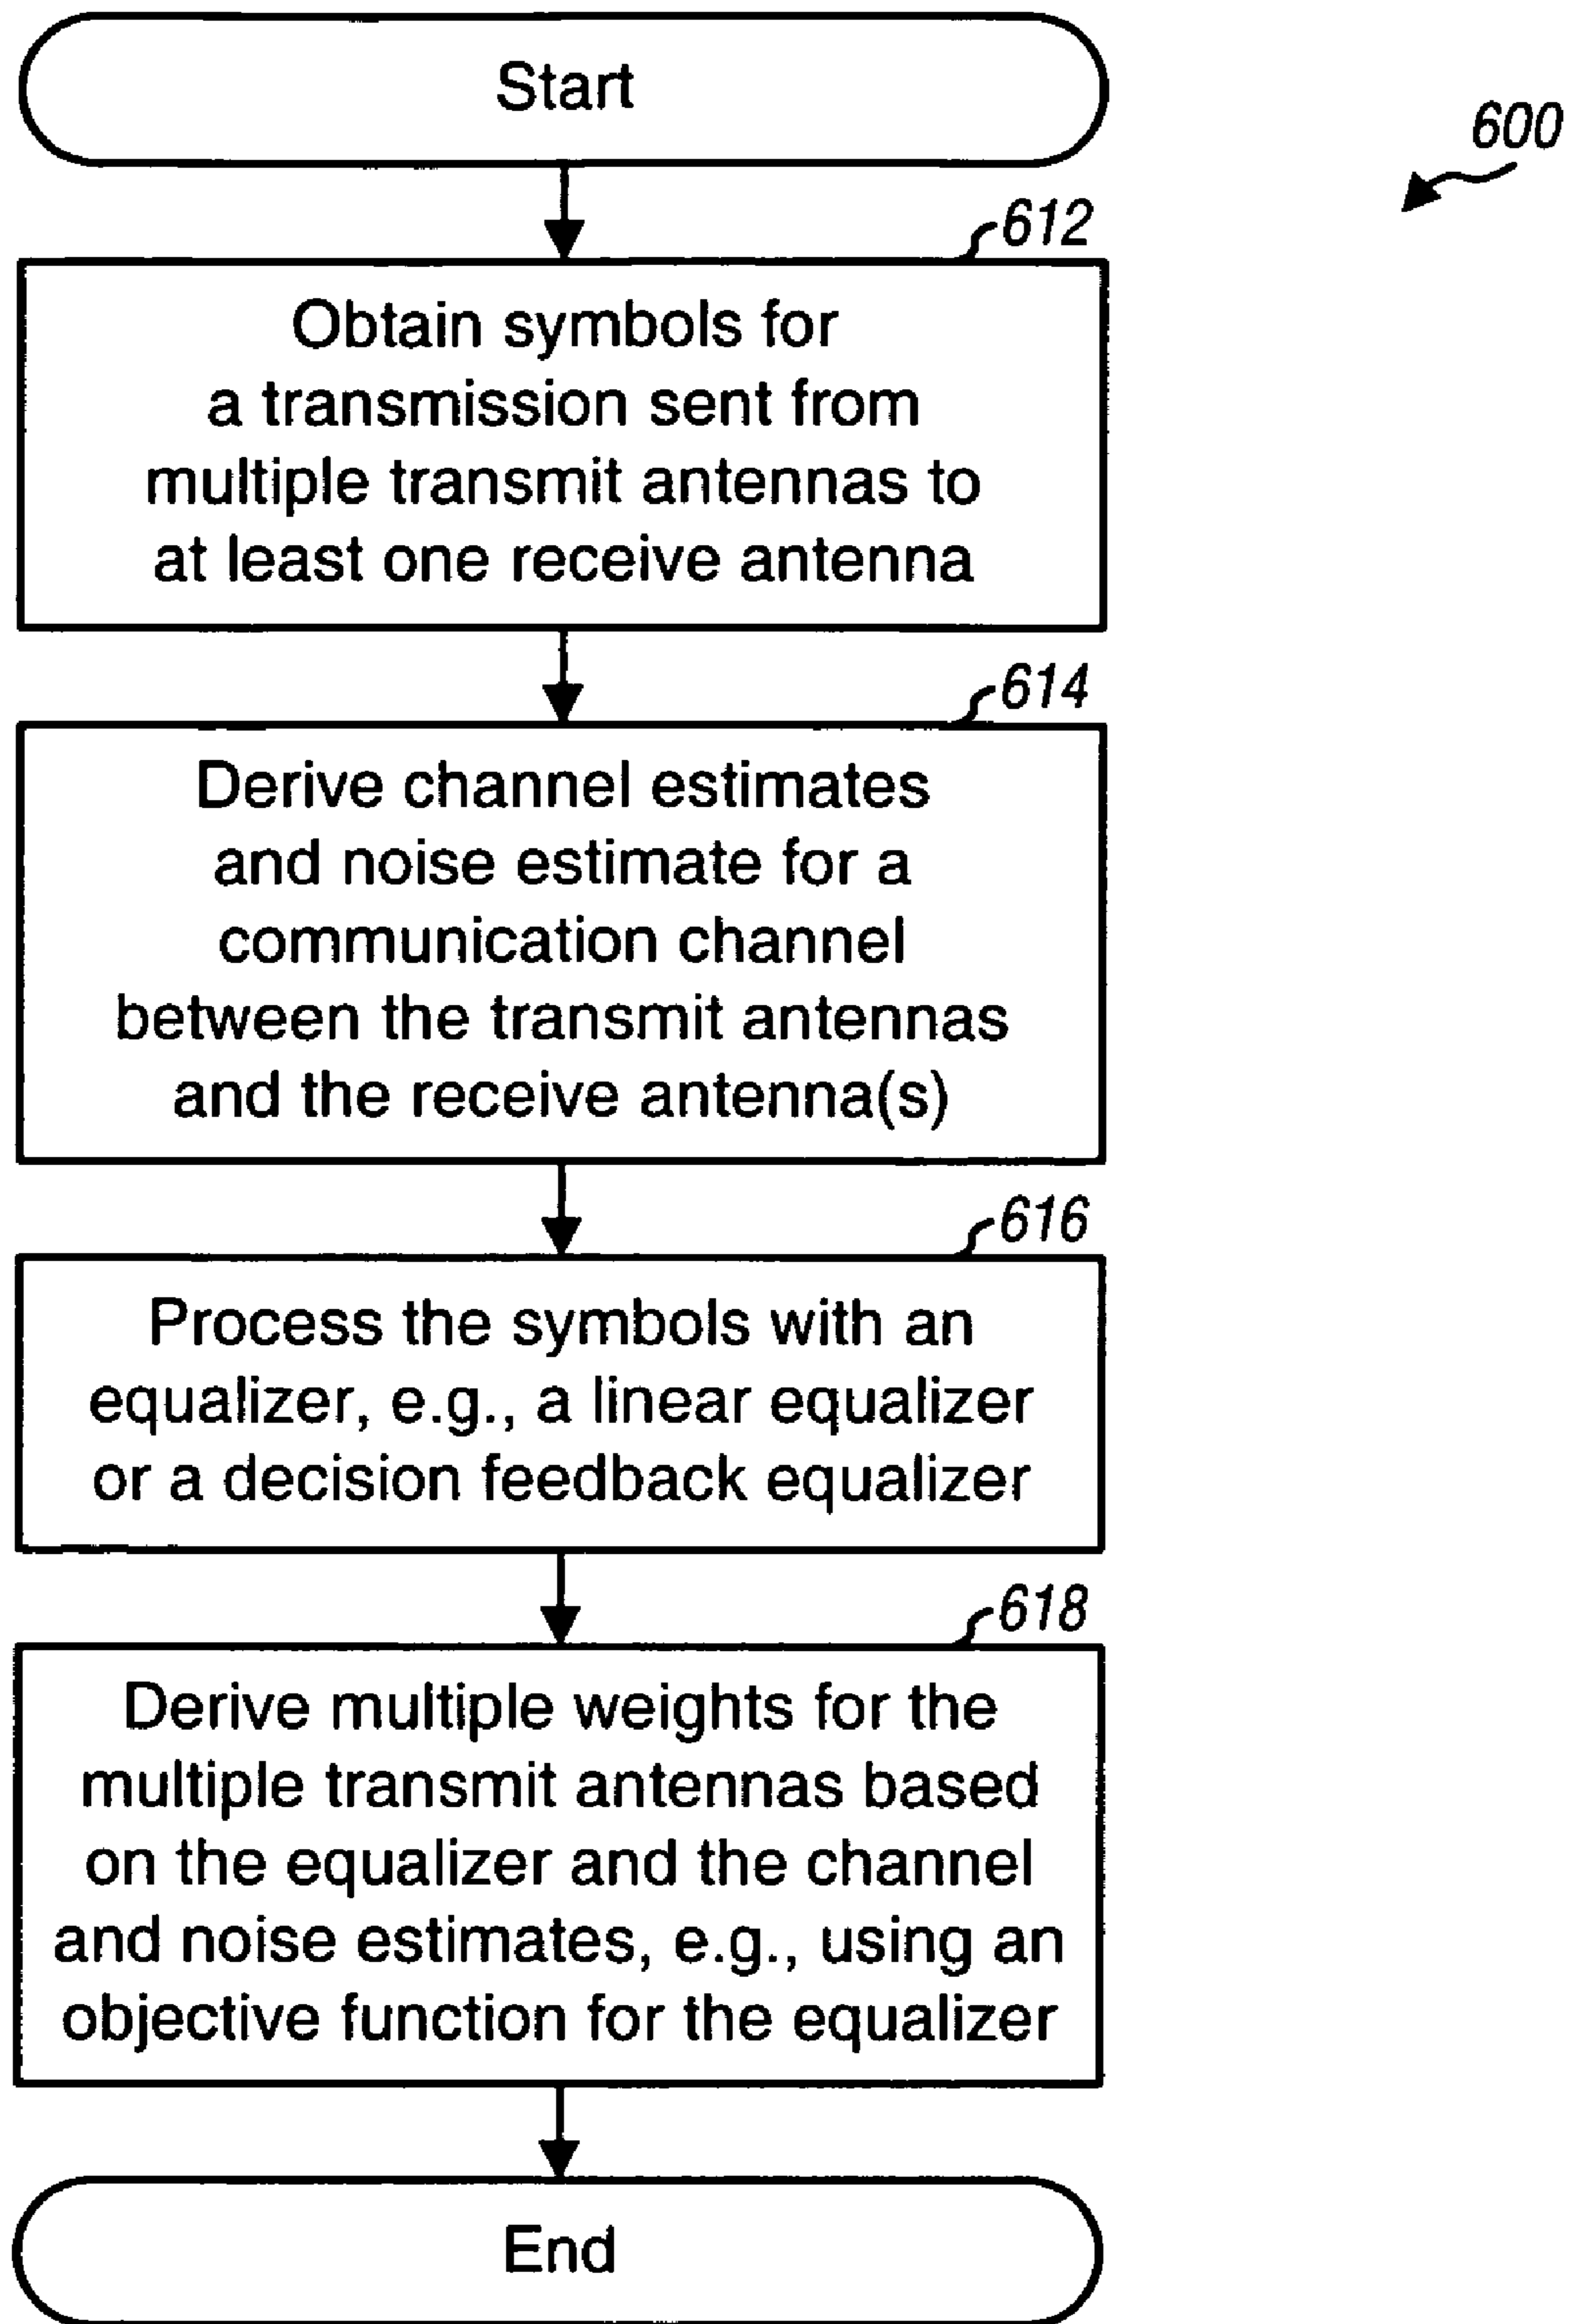 Start
600
612
Obtain symbols for
a transmission sent from
multiple transmit antennas to
at least one receive antenna
614
Derive channel estimates
and noise estimate for a
communication channel
between the transmit antennas
and the receive antenna(s)
616
Process the symbols with an
equalizer, e.g., a linear equalizer
or a decision feedback equalizer
618
Derive multiple weights for the
multiple transmit antennas based
on the equalizer and the channel
and noise estimates, e.g., using an
objective function for the equalizer
End